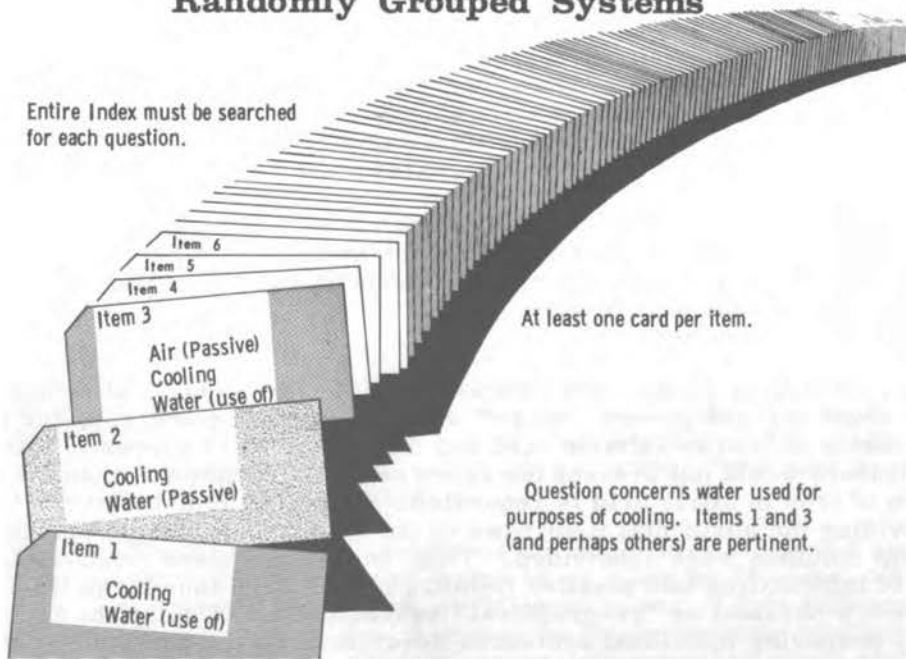 Randomly Grouped Systems
Entire Index must be searched
for each question.
Item 6
Item 5
Item 4
Item 3
Air (Passive)
Cooling
Water (use of)
At least one card per item.
Item 2
Cooling
Water (Passive)
Question concerns water used for
purposes of cooling. Items 1 and 3
(and perhaps others) are pertinent.
Item 1
Cooling
Water (use of)